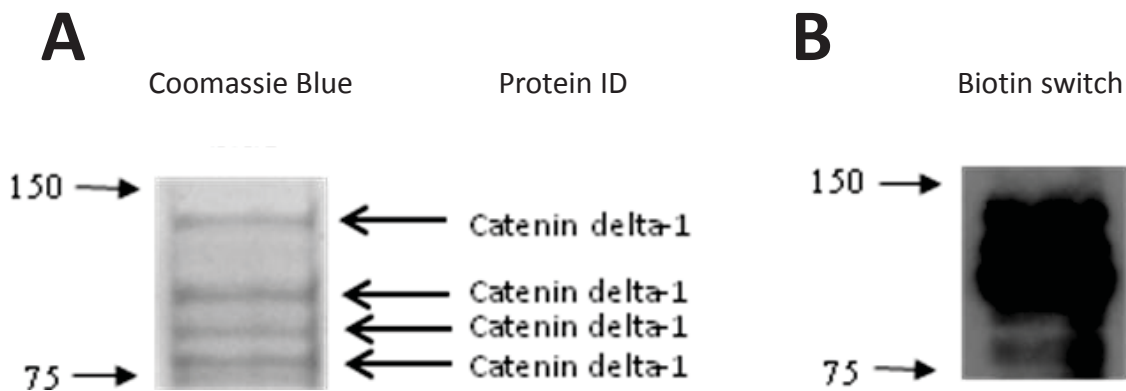 A
B
Coomassie Blue Protein ID Biotin switch
150
150
Catenin delta-1
Catenin delta-1
Catenin delta-1
Catenin delta-1
75
75